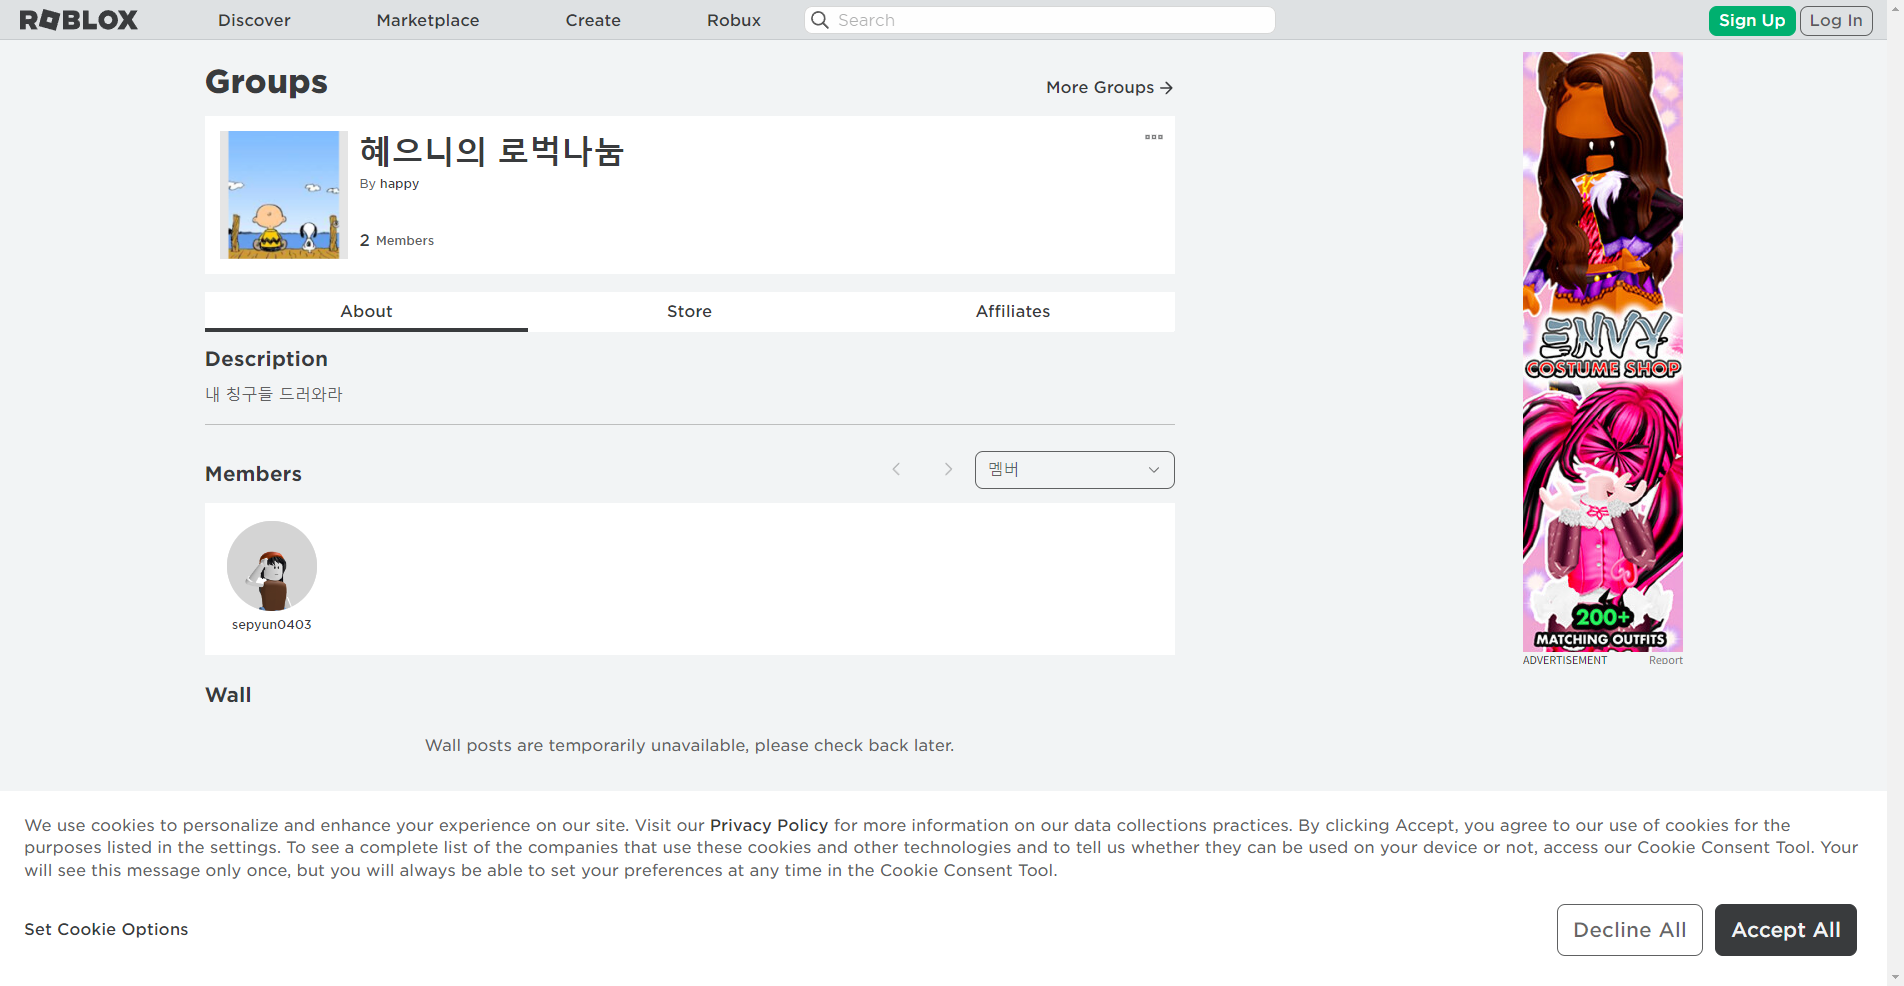 ROBLOX Discover Marketplace Create Robux Search Sign Up Log In
Groups
More Groups
혜으니의 로벅나눔
By happy
2 Members
About Store Affiliates
Description
내 칭구들 드러와라
Members
멤버
sepyun0403
Wall
Wall posts are temporarily unavailable, please check back later.
ENVY
COSTUME SHOP
200+
MATCHING OUTFITS
ADVERTISEMENT Report
We use cookies to personalize and enhance your experience on our site. Visit our Privacy Policy for more information on our data collections practices. By clicking Accept, you agree to our use of cookies for the
purposes listed in the settings. To see a complete list of the companies that use these cookies and other technologies and to tell us whether they can be used on your device or not, access our Cookie Consent Tool. Your
will see this message only once, but you will always be able to set your preferences at any time in the Cookie Consent Tool.
Set Cookie Options
Decline All
Accept All